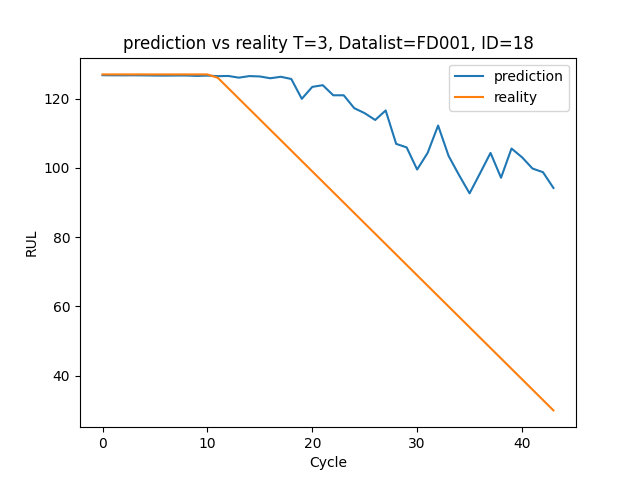 prediction vs reality T=3, Datalist=FD001, ID=18
prediction
reality
120
100
80
60
40
RUL
0 10 20 30 40
Cycle